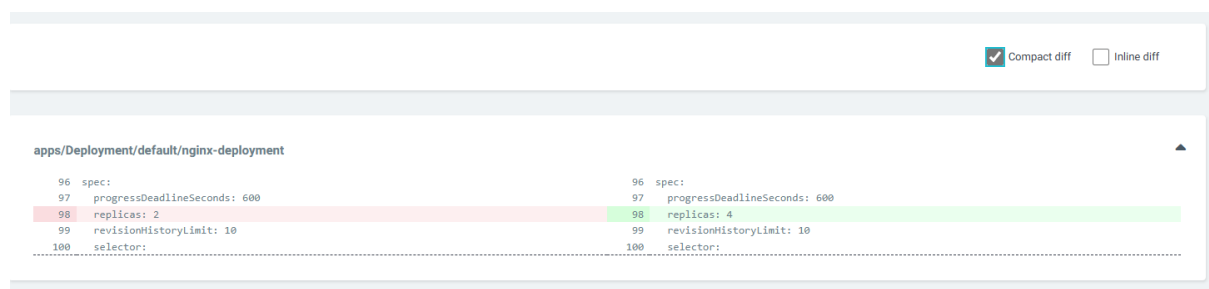 Compact diff Inline diff
apps/Deployment/default/nginx-deployment
96 spec: 96 spec:
97 progressDeadlineSeconds: 600 97 progressDeadlineSeconds: 600
98 replicas: 2 98 replicas: 4
99 revisionHistoryLimit: 10 99 revisionHistoryLimit: 10
100 selector: 100 selector: